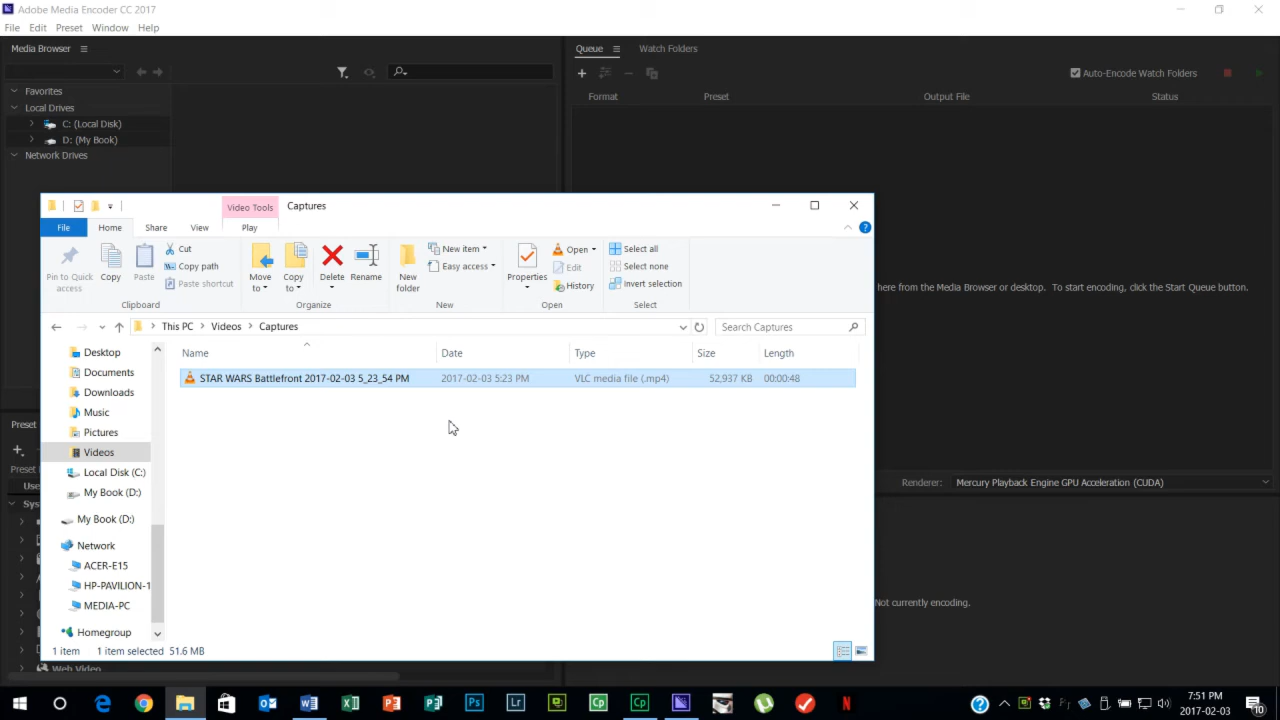 Adobe Media Encoder CC 2017
File Edit Preset Window Help
Media Browser
Queue Watch Folders
Auto-Encode Watch Folders
Format Preset Output File Status
Favorites
Local Drives
C: (Local Disk)
D: (My Book)
Network Drives
Video Tools Captures
File Home Share View Play
Pin to Quick access
Copy
Paste
Cut
Copy path
Paste shortcut
Clipboard
Move to
Copy to
Delete
Rename
Organize
New folder
New item
Easy access
New
Properties
Open
Edit
History
Open
Select all
Select none
Invert selection
Select
here from the Media Browser or desktop. To start encoding, click the Start Queue button.
This PC Videos Captures
Search Captures
Name Date Type Size Length
STAR WARS Battlefront 2017-02-03 5_23_54 PM 2017-02-03 5:23 PM VLC media file (.mp4) 52,937 KB 00:00:48
Desktop
Documents
Downloads
Music
Pictures
Videos
Local Disk (C:)
My Book (D:)
My Book (D:)
Network
ACER-E15
HP-PAVILION-1
MEDIA-PC
Homegroup
1 item 1 item selected 51.6 MB
Preset
Preset
Use
Sys
Web Video
Renderer: Mercury Playback Engine GPU Acceleration (CUDA)
Not currently encoding.
7:51 PM
2017-02-03
10